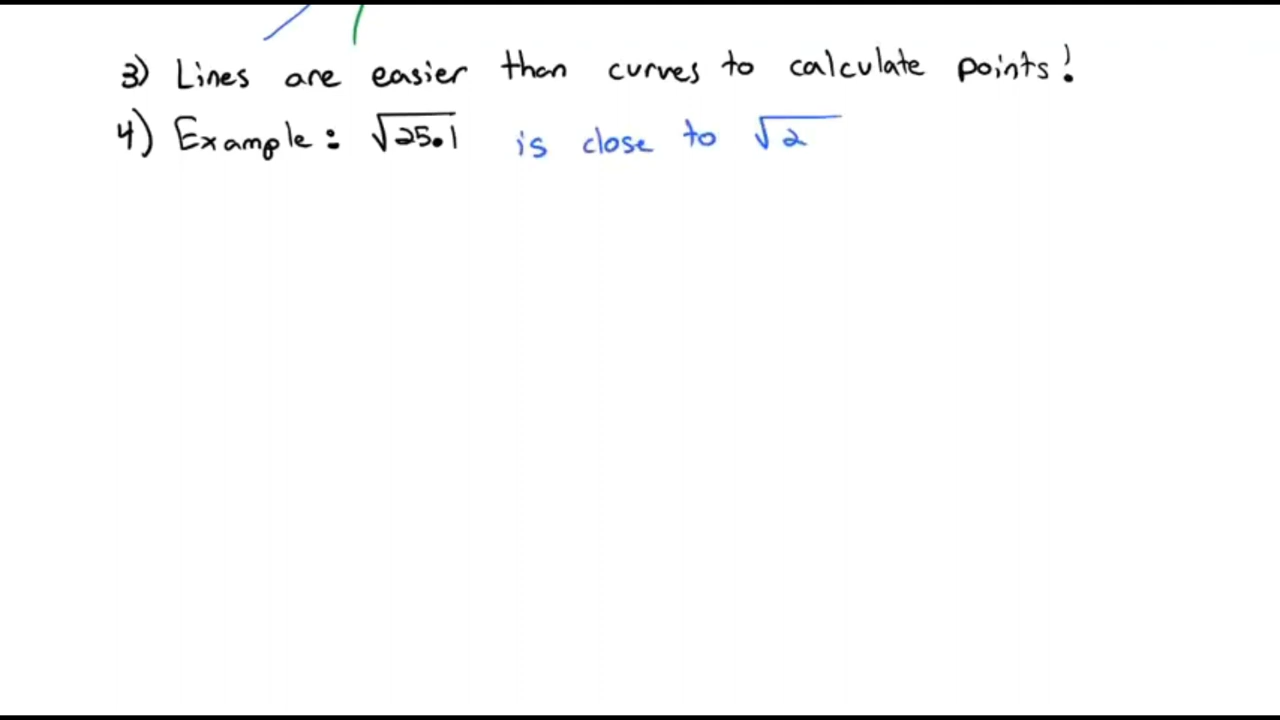 3) Lines are easier than curves to calculate points!
4) Example: √25.1 is close to √2